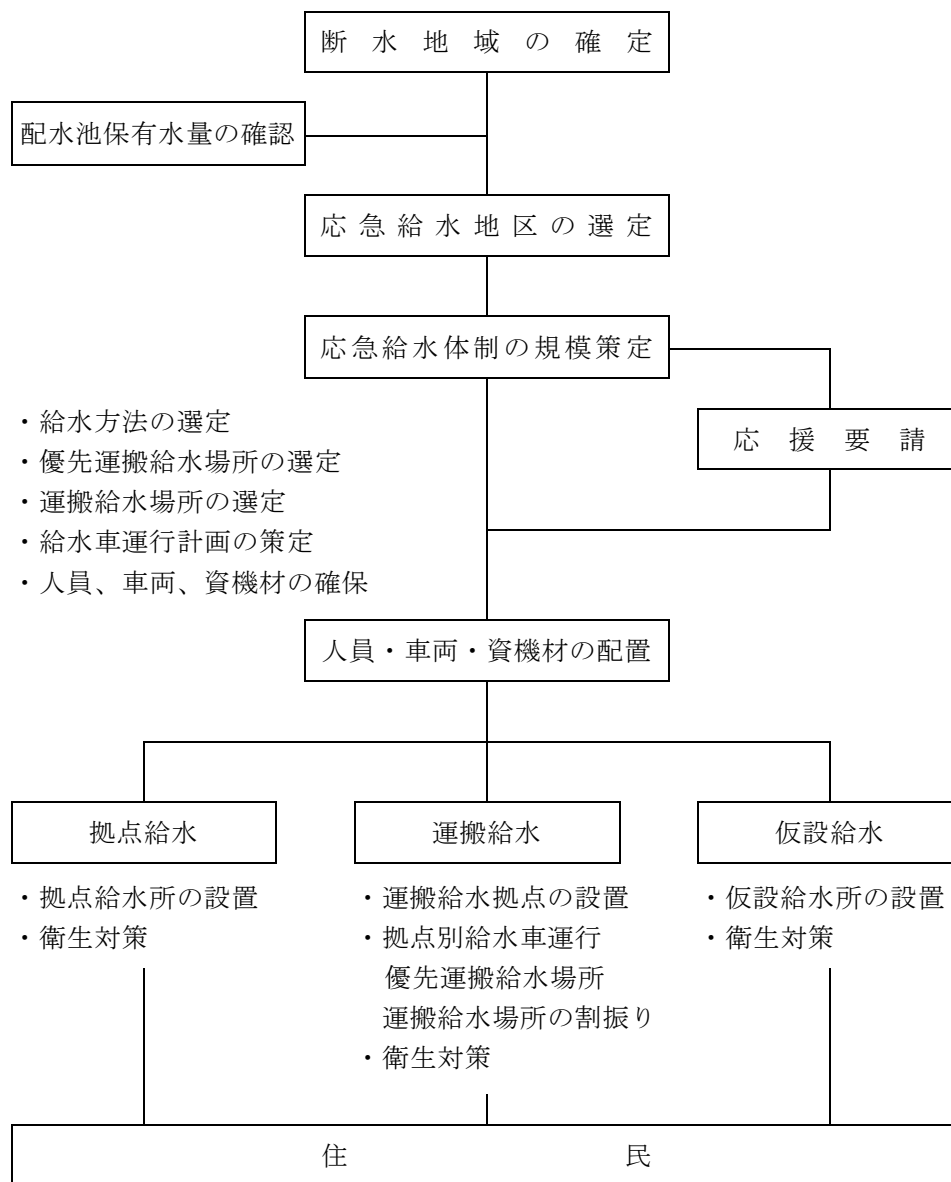 断水地域の確定
配水池保有水量の確認
応急給水地区の選定
応急給水体制の規模策定
・給水方法の選定
・優先運搬給水場所の選定
・運搬給水場所の選定
・給水車運行計画の策定
・人員、車両、資機材の確保
応援要請
人員・車両・資機材の配置
拠点給水
・拠点給水所の設置
・衛生対策
運搬給水
・運搬給水拠点の設置
・拠点別給水車運行
優先運搬給水場所
運搬給水場所の割振り
・衛生対策
仮設給水
・仮設給水所の設置
・衛生対策
住民